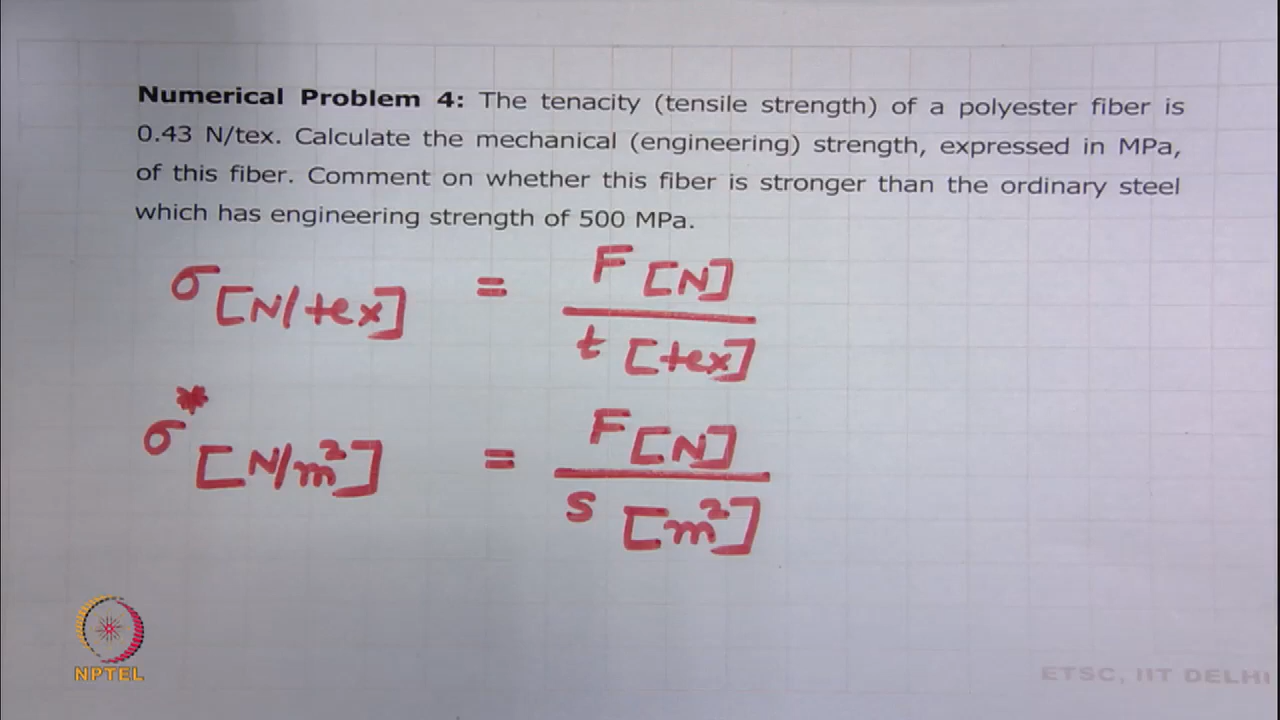 Numerical Problem 4: The tenacity (tensile strength) of a polyester fiber is
0.43 N/tex. Calculate the mechanical (engineering) strength, expressed in MPa,
of this fiber. Comment on whether this fiber is stronger than the ordinary steel
which has engineering strength of 500 MPa.
σ [N/tex] = F [N] / t [tex]
σ* [N/m²] = F [N] / s [m²]
NPTEL
ETSC, IIT DELHI